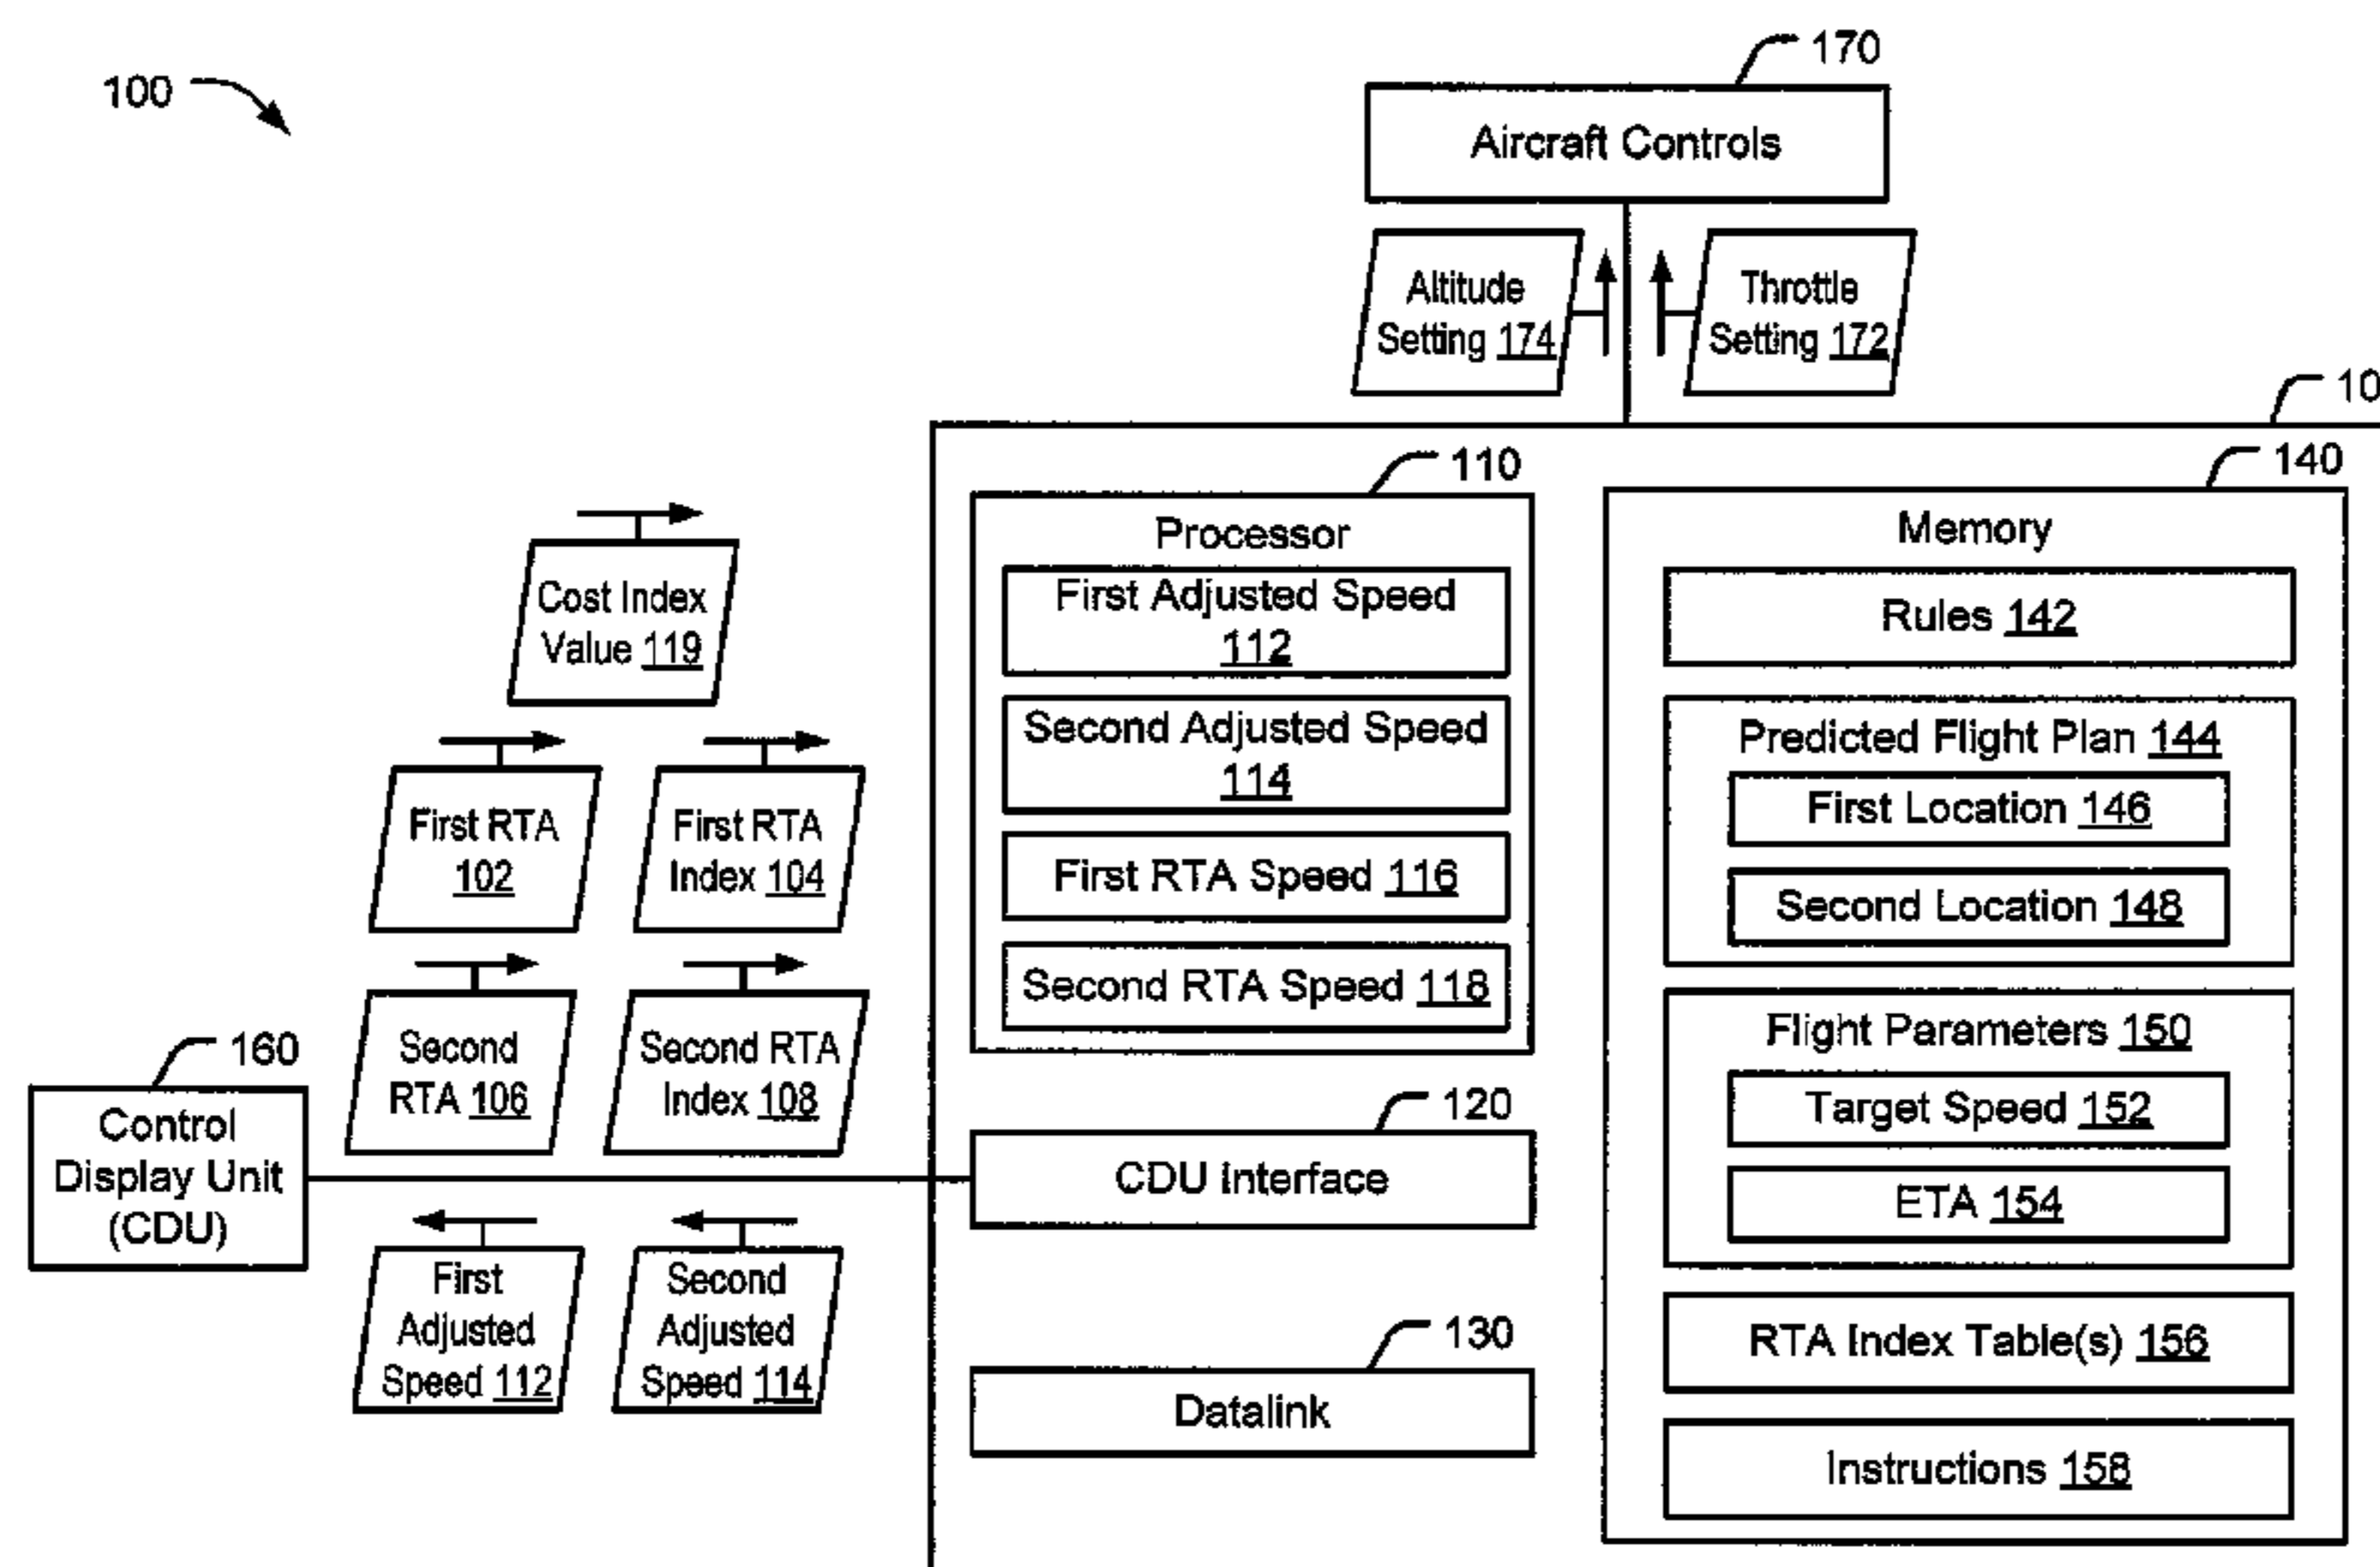 100
170
Aircraft Controls
Altitude
Setting 174
Throttle
Setting 172
10
110
140
Processor
First Adjusted Speed
112
Second Adjusted Speed
114
First RTA Speed 116
Second RTA Speed 118
Memory
Rules 142
Predicted Flight Plan 144
First Location 146
Second Location 148
Flight Parameters 150
Target Speed 152
ETA 154
RTA Index Table(s) 156
Instructions 158
Cost Index
Value 119
First RTA
102
First RTA
Index 104
Second
RTA 106
Second RTA
Index 108
160
Control
Display Unit
(CDU)
120
CDU Interface
First
Adjusted
Speed 112
Second
Adjusted
Speed 114
130
Datalink